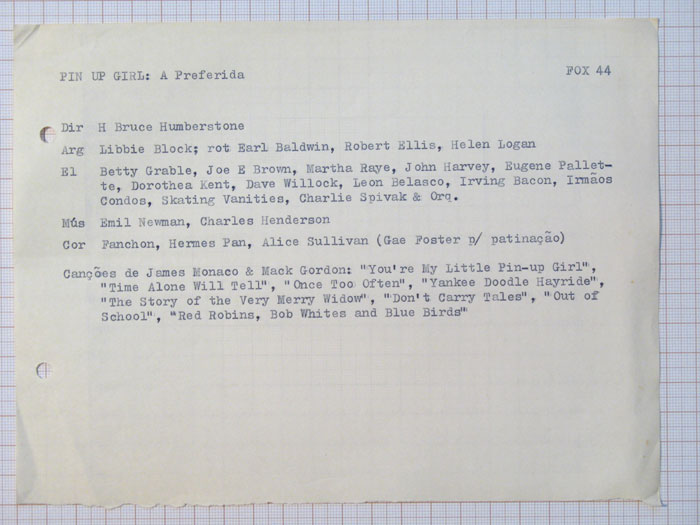 PIN UP GIRL: A Preferida FOX 44
Dir H Bruce Humberstone
Arg Libbie Block; rot Earl Baldwin, Robert Ellis, Helen Logan
El Betty Grable, Joe E Brown, Martha Raye, John Harvey, Eugene Pallet-
te, Dorothea Kent, Dave Willock, Leon Belasco, Irving Bacon, Irmãos
Condos, Skating Vanities, Charlie Spivak & Orq.
Mús Emil Newman, Charles Henderson
Cor Fanchon, Hermes Pan, Alice Sullivan (Gae Foster p/ patinação)
Canções de James Monaco & Mack Gordon: "You're My Little Pin-up Girl",
"Time Alone Will Tell", "Once Too Often", "Yankee Doodle Hayride",
"The Story of the Very Merry Widow", "Don't Carry Tales", "Out of
School", "Red Robins, Bob Whites and Blue Birds"